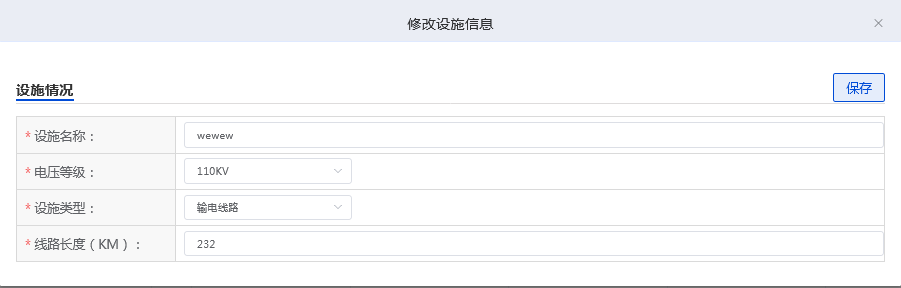 修改设施信息
设施情况
保存
* 设施名称： wewew
* 电压等级： 110KV
* 设施类型： 输电线路
* 线路长度（KM）： 232